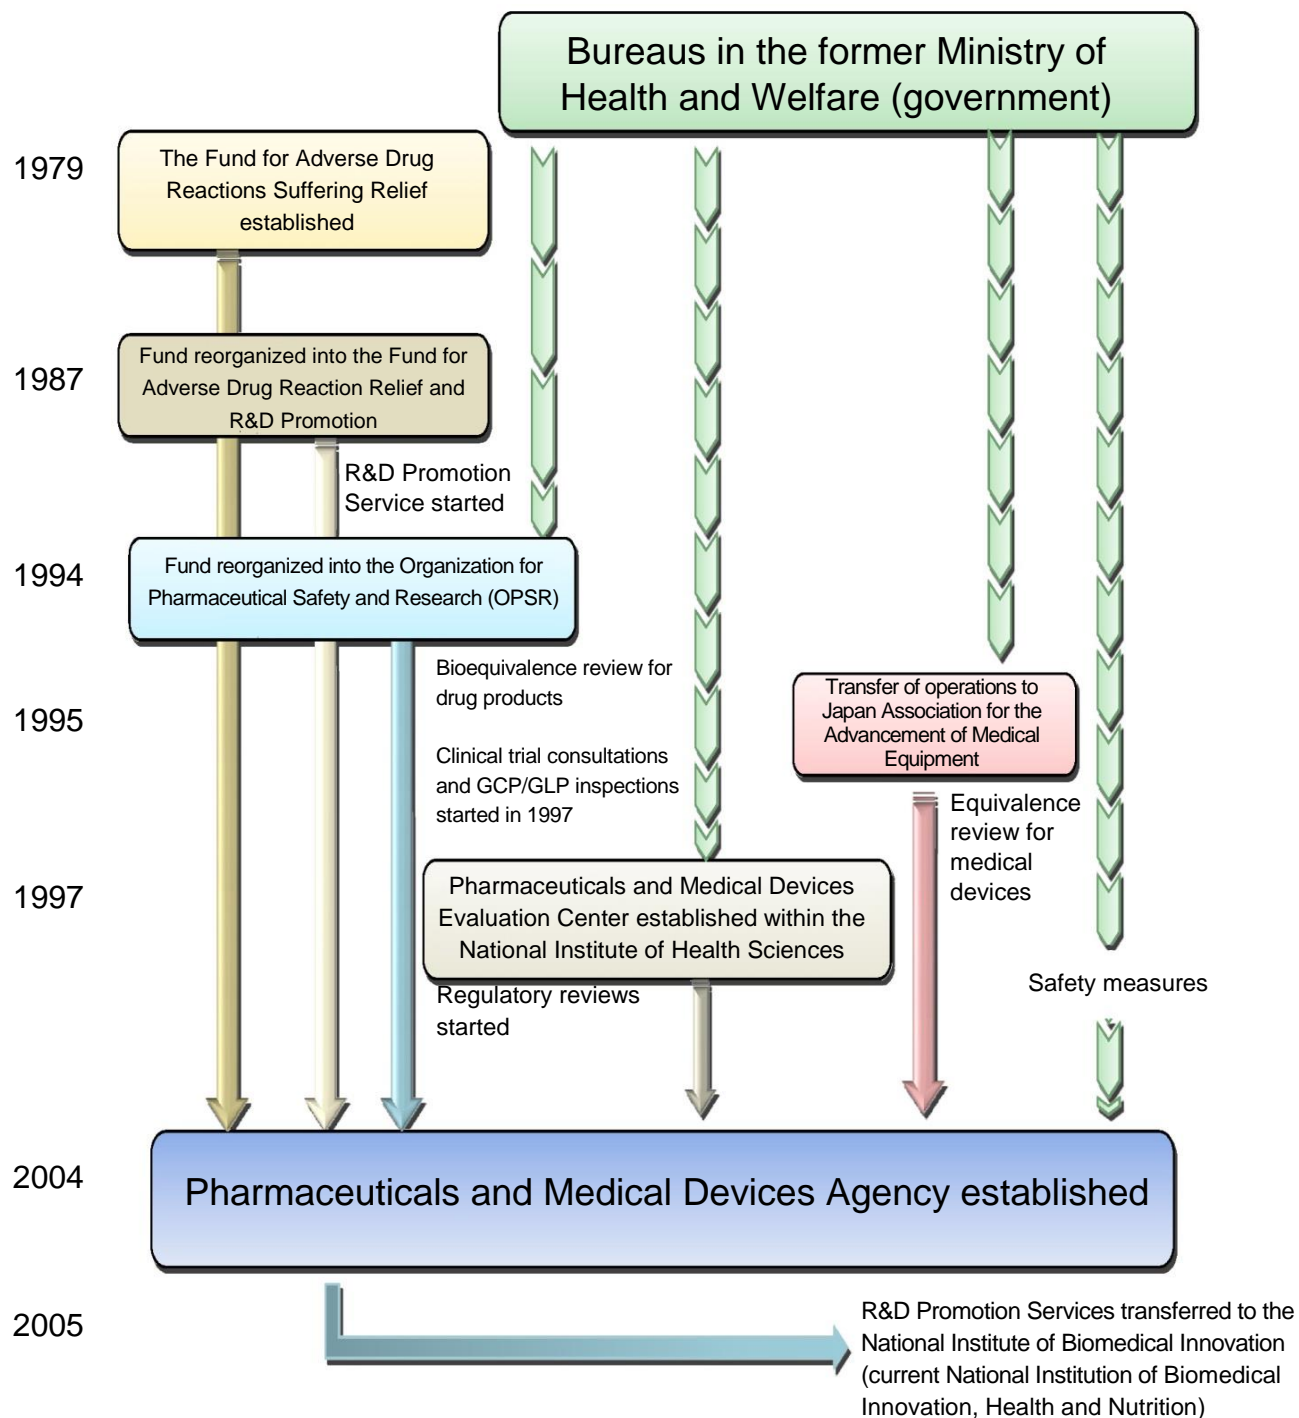 Bureaus in the former Ministry of
Health and Welfare (government)
1979
The Fund for Adverse Drug
Reactions Suffering Relief
established
1987
Fund reorganized into the Fund for
Adverse Drug Reaction Relief and
R&D Promotion
R&D Promotion
Service started
1994
Fund reorganized into the Organization for
Pharmaceutical Safety and Research (OPSR)
Bioequivalence review for
drug products
Clinical trial consultations
and GCP/GLP inspections
started in 1997
1995
Transfer of operations to
Japan Association for the
Advancement of Medical
Equipment
Equivalence
review for
medical
devices
1997
Pharmaceuticals and Medical Devices
Evaluation Center established within the
National Institute of Health Sciences
Regulatory reviews
started
Safety measures
2004
Pharmaceuticals and Medical Devices Agency established
2005
R&D Promotion Services transferred to the
National Institute of Biomedical Innovation
(current National Institution of Biomedical
Innovation, Health and Nutrition)